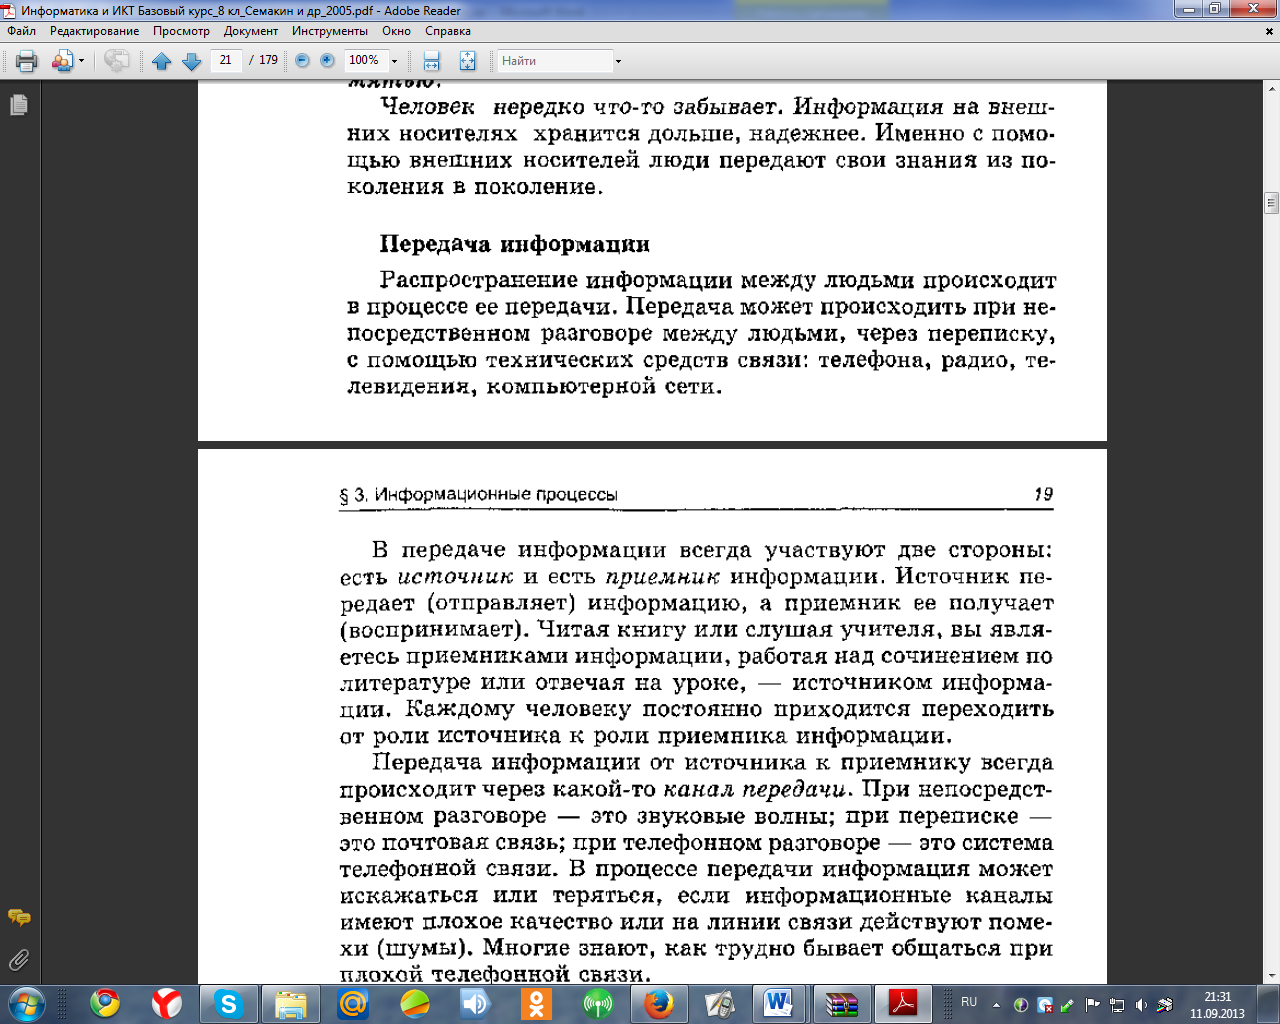 Информатика и ИКТ Базовый курс_8 кл_Семакин и др_2005.pdf - Adobe Reader
Файл Редактирование Просмотр Документ Инструменты Окно Справка
21 / 179 100% Найти
мятью.
Человек нередко что-то забывает. Информация на внеш-
них носителях хранится дольше, надежнее. Именно с помо-
щью внешних носителей люди передают свои знания из по-
коления в поколение.
Передача информации
Распространение информации между людьми происходит
в процессе ее передачи. Передача может происходить при не-
посредственном разговоре между людьми, через переписку,
с помощью технических средств связи: телефона, радио, те-
левидения, компьютерной сети.
§ 3. Информационные процессы 19
В передаче информации всегда участвуют две стороны:
есть источник и есть приемник информации. Источник пе-
редает (отправляет) информацию, а приемник ее получает
(воспринимает). Читая книгу или слушая учителя, вы явля-
етесь приемниками информации, работая над сочинением по
литературе или отвечая на уроке, — источником информа-
ции. Каждому человеку постоянно приходится переходить
от роли источника к роли приемника информации.
Передача информации от источника к приемнику всегда
происходит через какой-то канал передачи. При непосредст-
венном разговоре — это звуковые волны; при переписке —
это почтовая связь; при телефонном разговоре — это система
телефонной связи. В процессе передачи информация может
искажаться или теряться, если информационные каналы
имеют плохое качество или на линии связи действуют поме-
хи (шумы). Многие знают, как трудно бывает общаться при
плохой телефонной связи.
RU 21:31
11.09.2013